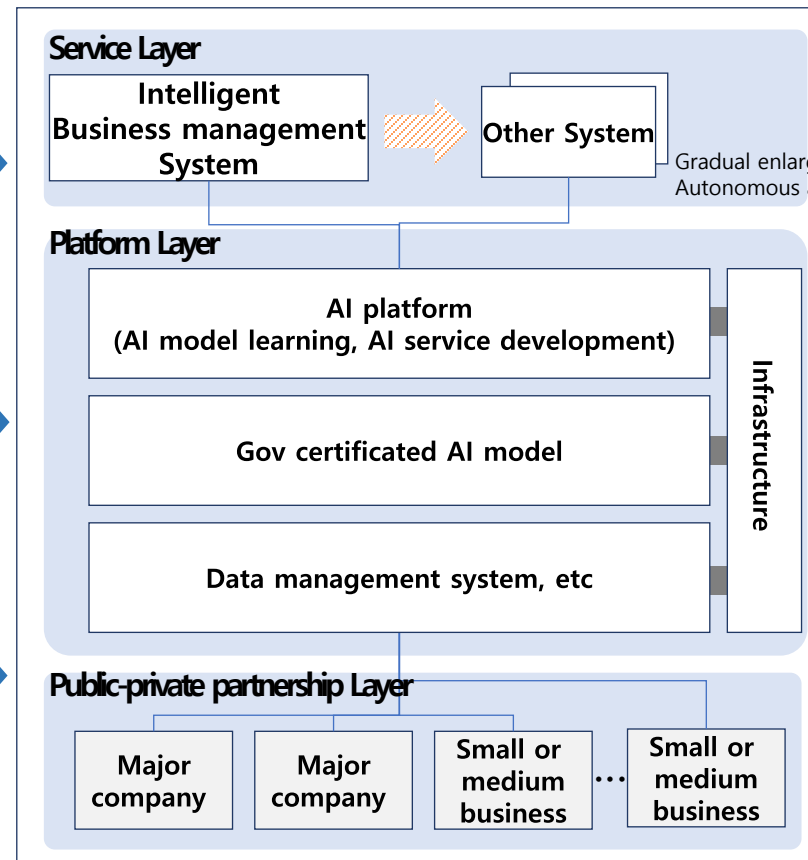 Service Layer
Intelligent
Business management
System
Other System
Gradual
Autonomous
Platform Layer
AI platform
(AI model learning, AI service development)
Infrastructure
Gov certificated AI model
Data management system, etc
Public-private partnership Layer
Major
company
Major
company
Small or
medium
business
...
Small or
medium
business